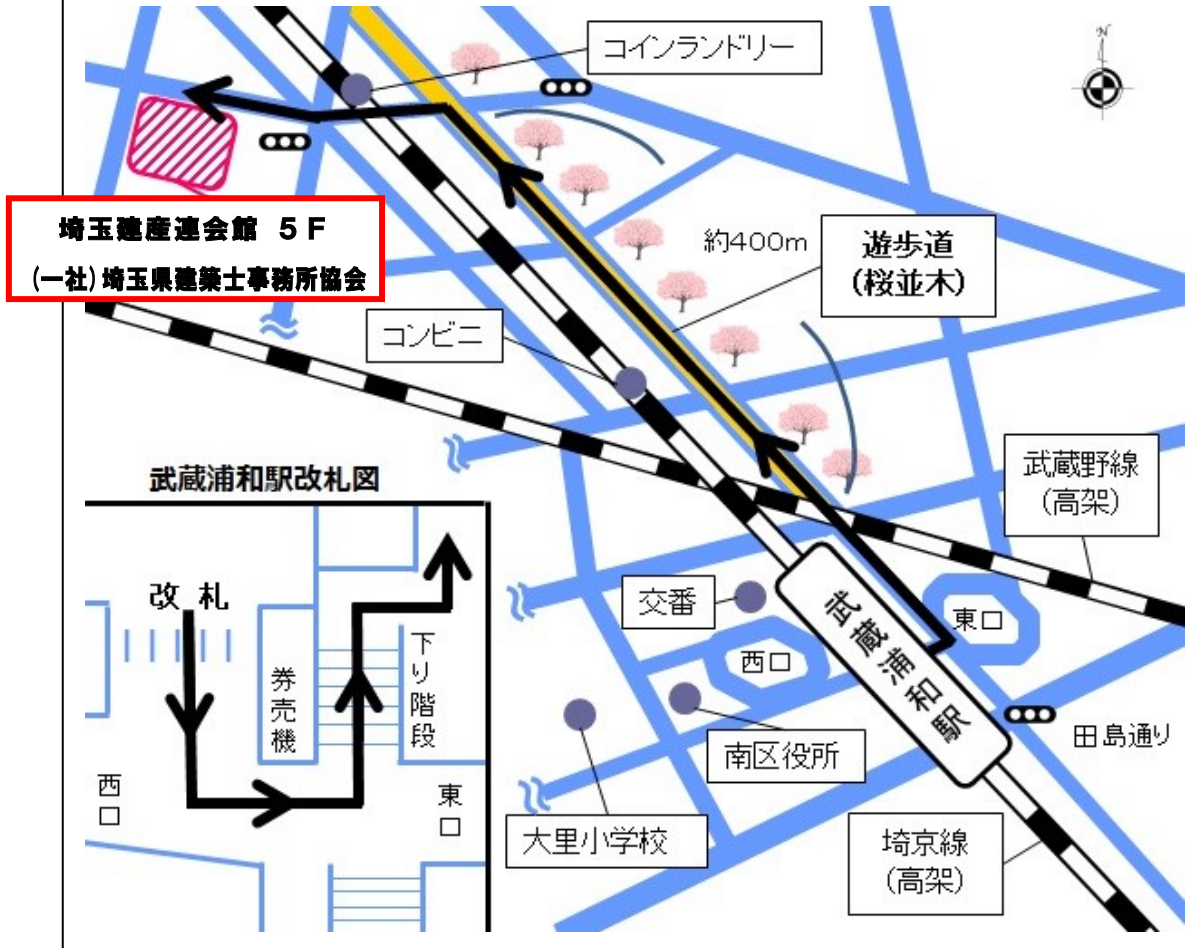 コインランドリー
N
埼玉建産連会館 5F
(一社)埼玉県建築士事務所協会
約400m
遊歩道
(桜並木)
コンビニ
武蔵野線
(高架)
武蔵浦和駅改札図
改札
券売機
下り階段
西口
東口
交番
西口
東口
武蔵浦和駅
南区役所
田島通り
大里小学校
埼京線
(高架)